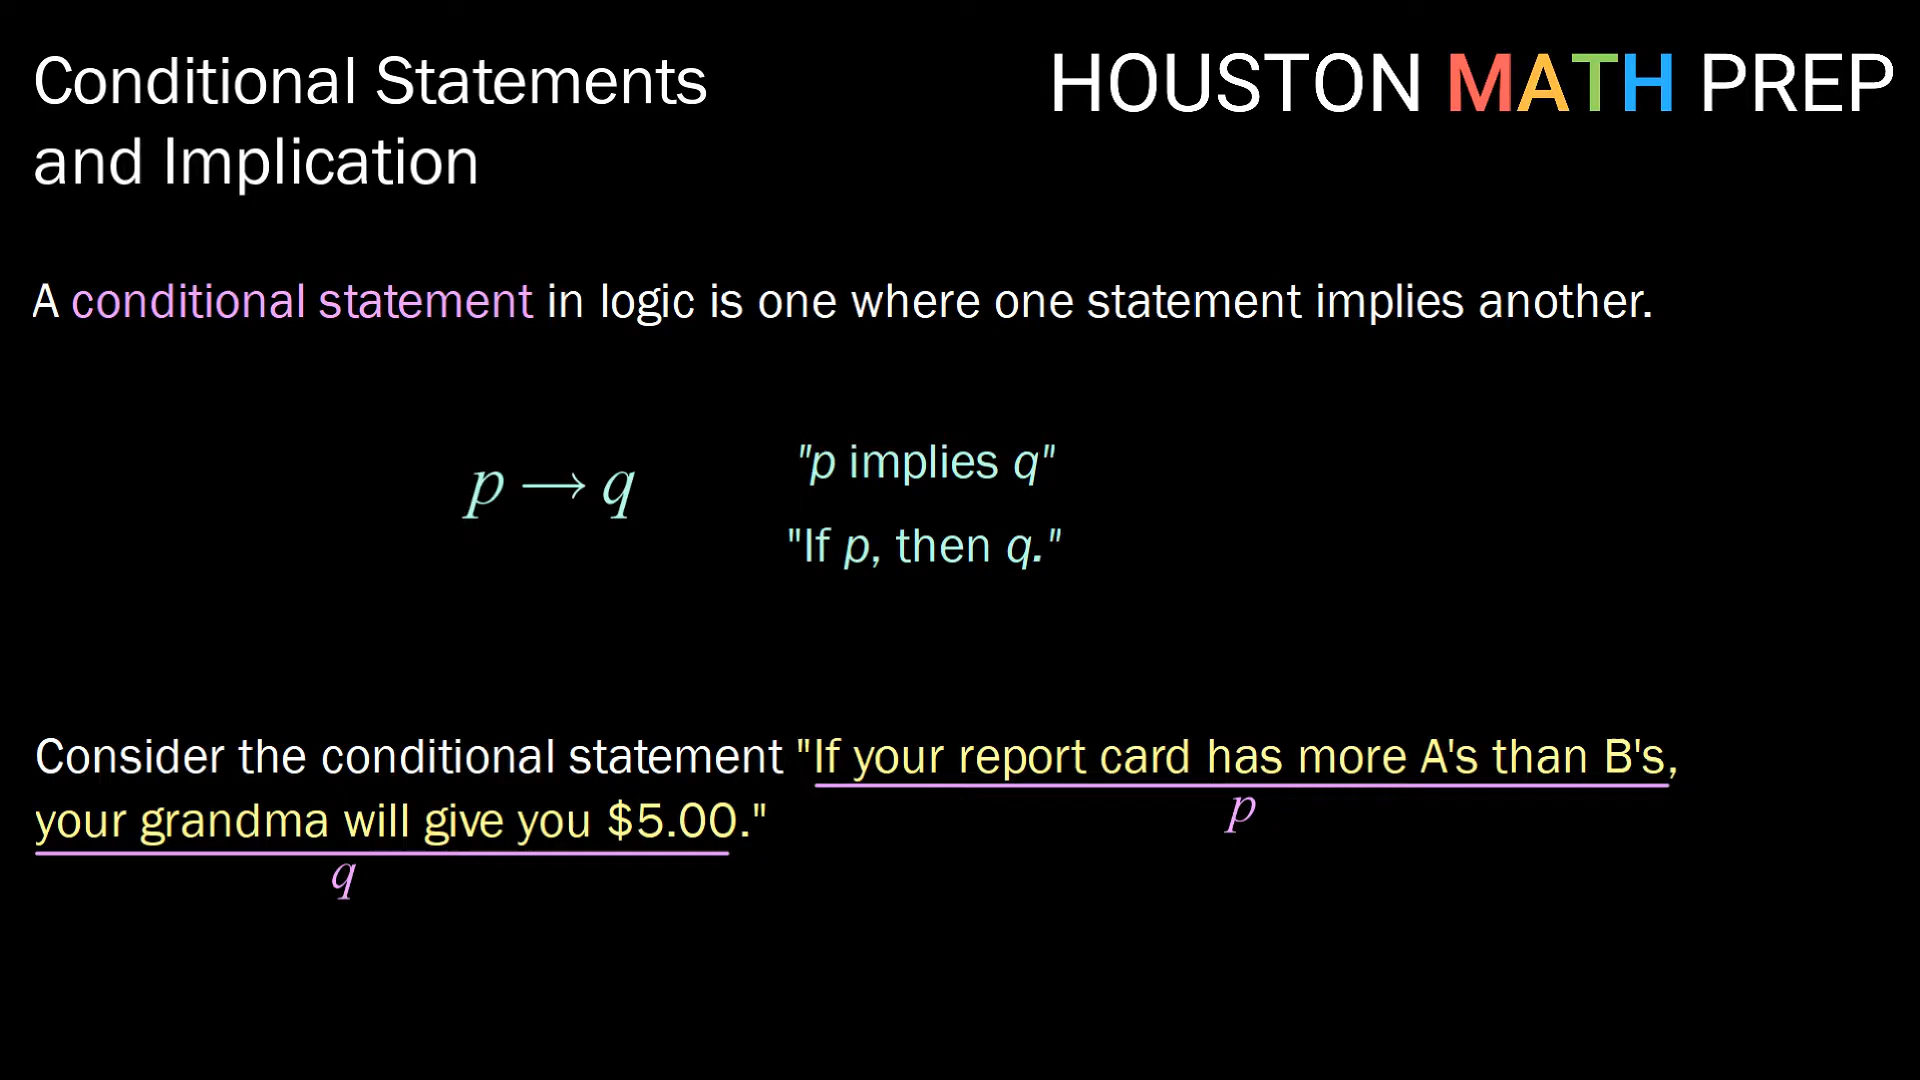 Conditional Statements
and Implication
HOUSTON MATH PREP
A conditional statement in logic is one where one statement implies another.
p → q
"p implies q"
"If p, then q."
Consider the conditional statement "If your report card has more A's than B's,
p
your grandma will give you $5.00."
q